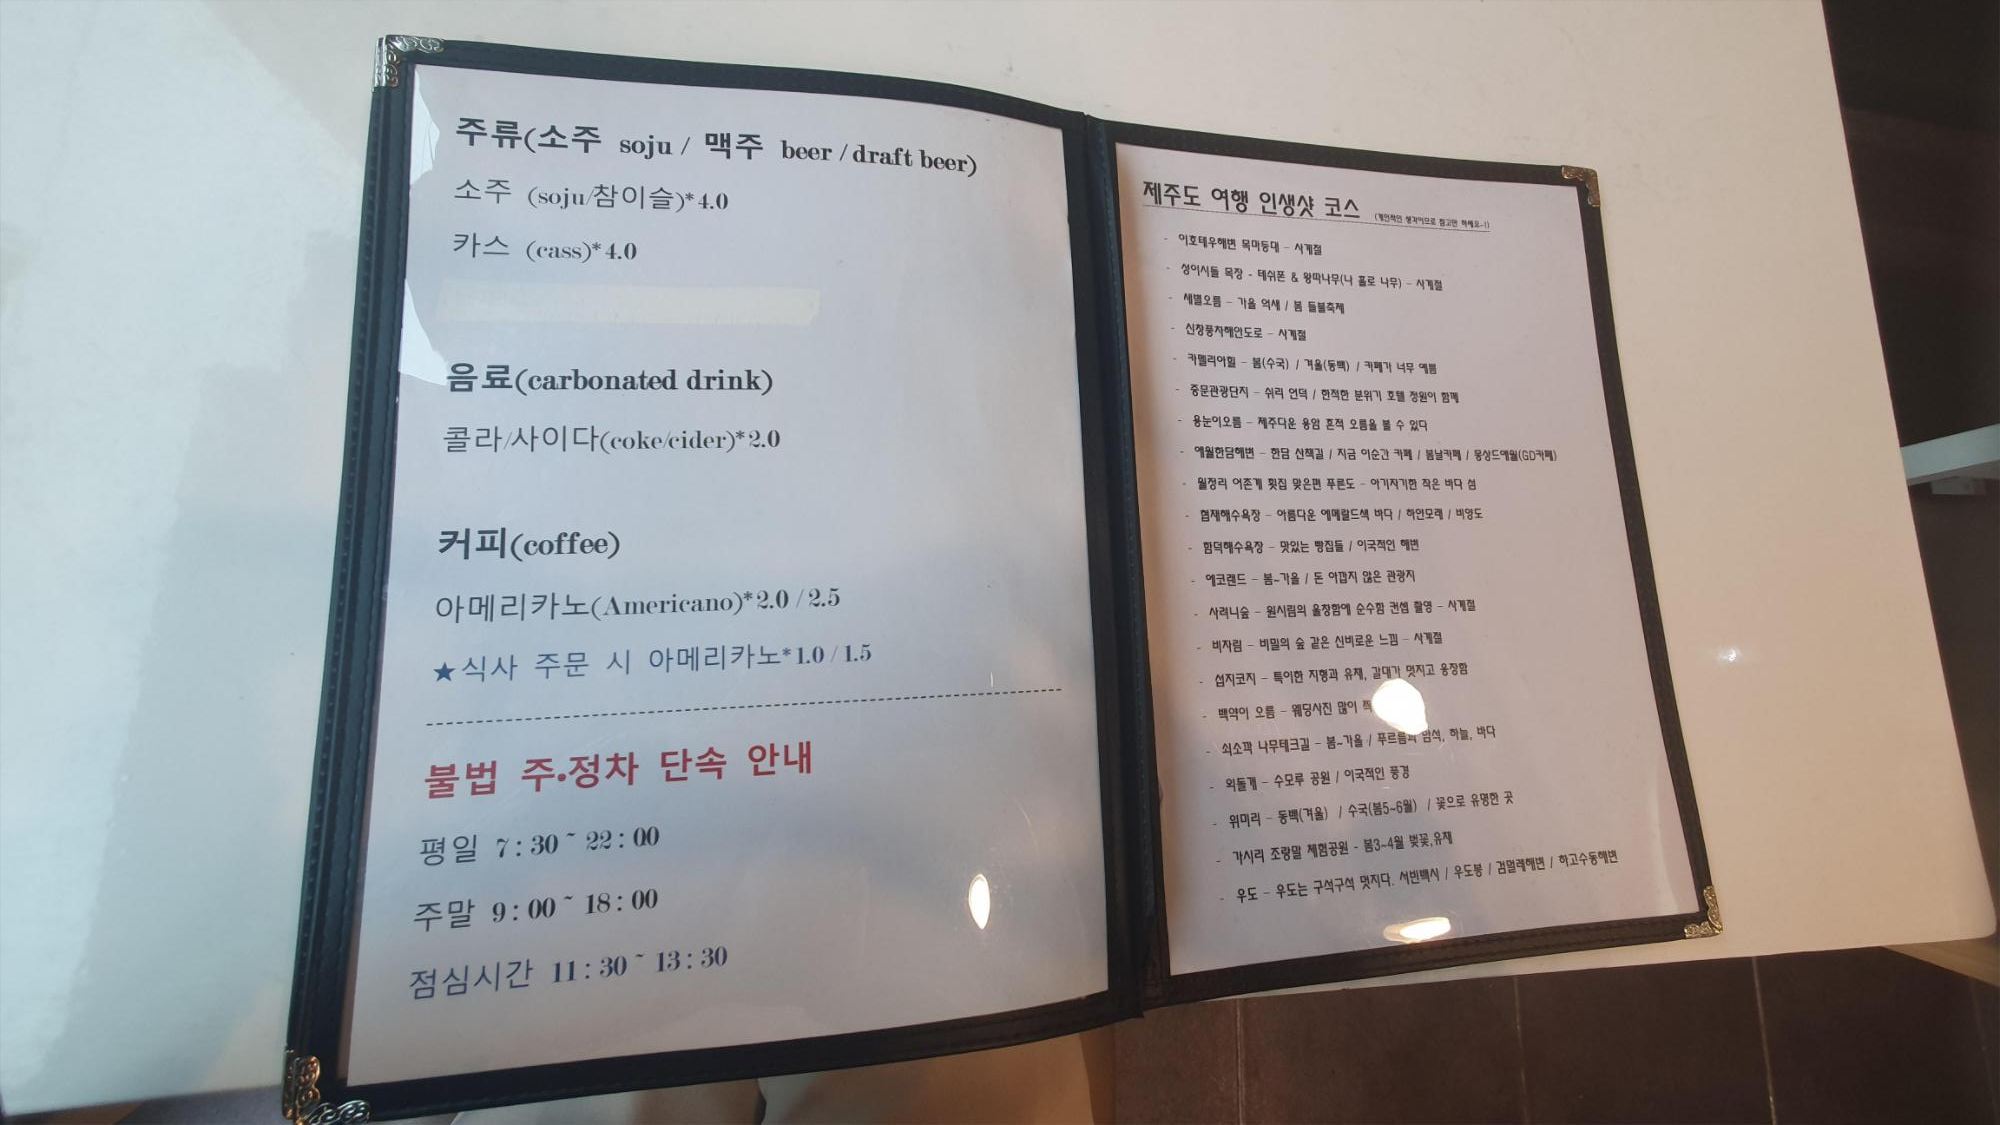 주류(소주 soju / 맥주 beer / draft beer)
소주 (soju/참이슬)*4.0
카스 (cass)*4.0
음료(carbonated drink)
콜라/사이다(coke/cider)*2.0
커피(coffee)
아메리카노(Americano)*2.0 / 2.5
★식사 주문 시 아메리카노*1.0 / 1.5
불법 주•정차 단속 안내
평일 7 : 30 ~ 22 : 00
주말 9 : 00 ~ 18 : 00
점심시간 11 : 30 ~ 13 : 30
제주도 여행 인생샷 코스 (개인적인 생각이므로 참고만 하세요~!)
- 이호테우해변 목마등대 – 사계절
- 성이시돌 목장 - 테쉬폰 & 왕따나무(나 홀로 나무) – 사계절
- 새별오름 – 가을 억새 / 봄 들불축제
- 신창풍차해안도로 – 사계절
- 카멜리아힐 – 봄(수국) / 겨울(동백) / 카페가 너무 예쁨
- 중문관광단지 – 쉬리 언덕 / 한적한 분위기 호텔 정원이 함께
- 용눈이오름 – 제주다운 용암 흔적 오름을 볼 수 있다
- 애월한담해변 – 한담 산책길 / 지금 이순간 카페 / 봄날카페 / 몽상드애월(GD카페)
- 월정리 어촌계 횟집 맞은편 푸른도 – 아기자기한 작은 바다 섬
- 협재해수욕장 – 아름다운 에메랄드색 바다 / 하얀모래 / 비양도
- 함덕해수욕장 – 맛있는 빵집들 / 이국적인 해변
- 에코랜드 – 봄~가을 / 돈 아깝지 않은 관광지
- 사려니숲 – 원시림의 울창함에 순수함 컨셉 촬영 – 사계절
- 비자림 – 비밀의 숲 같은 신비로운 느낌 – 사계절
- 섭지코지 – 특이한 지형과 유채, 갈대가 멋지고 웅장함
- 백약이 오름 – 웨딩사진 많이
- 쇠소깍 나무테크길 – 봄~가을 / 푸르름과 암석, 하늘, 바다
- 외돌개 – 수모루 공원 / 이국적인 풍경
- 위미리 – 동백(겨울) / 수국(봄5~6월) / 꽃으로 유명한 곳
- 가시리 조랑말 체험공원 - 봄3~4월 벚꽃,유채
- 우도 – 우도는 구석구석 멋지다. 서빈백사 / 우도봉 / 검멀레해변 / 하고수동해변